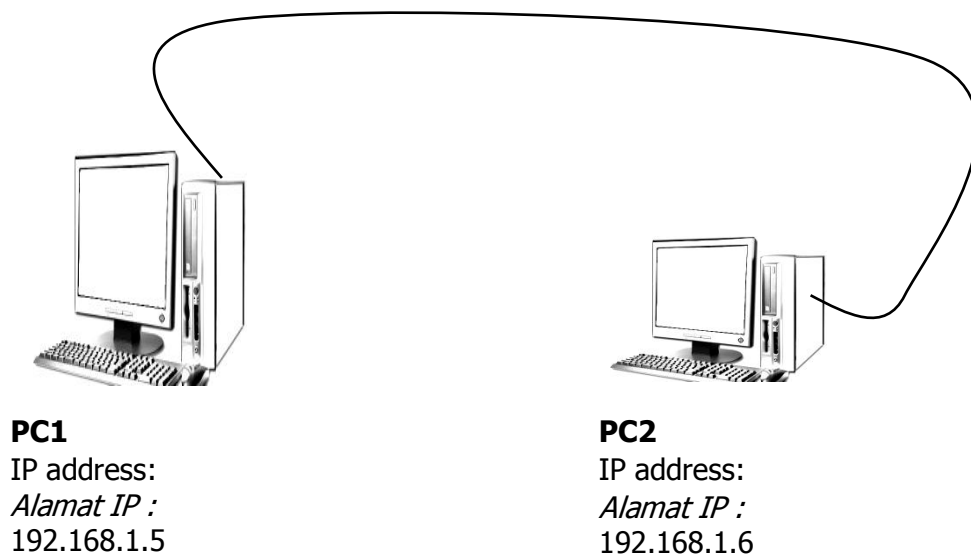 PC1
IP address:
Alamat IP :
192.168.1.5
PC2
IP address:
Alamat IP :
192.168.1.6